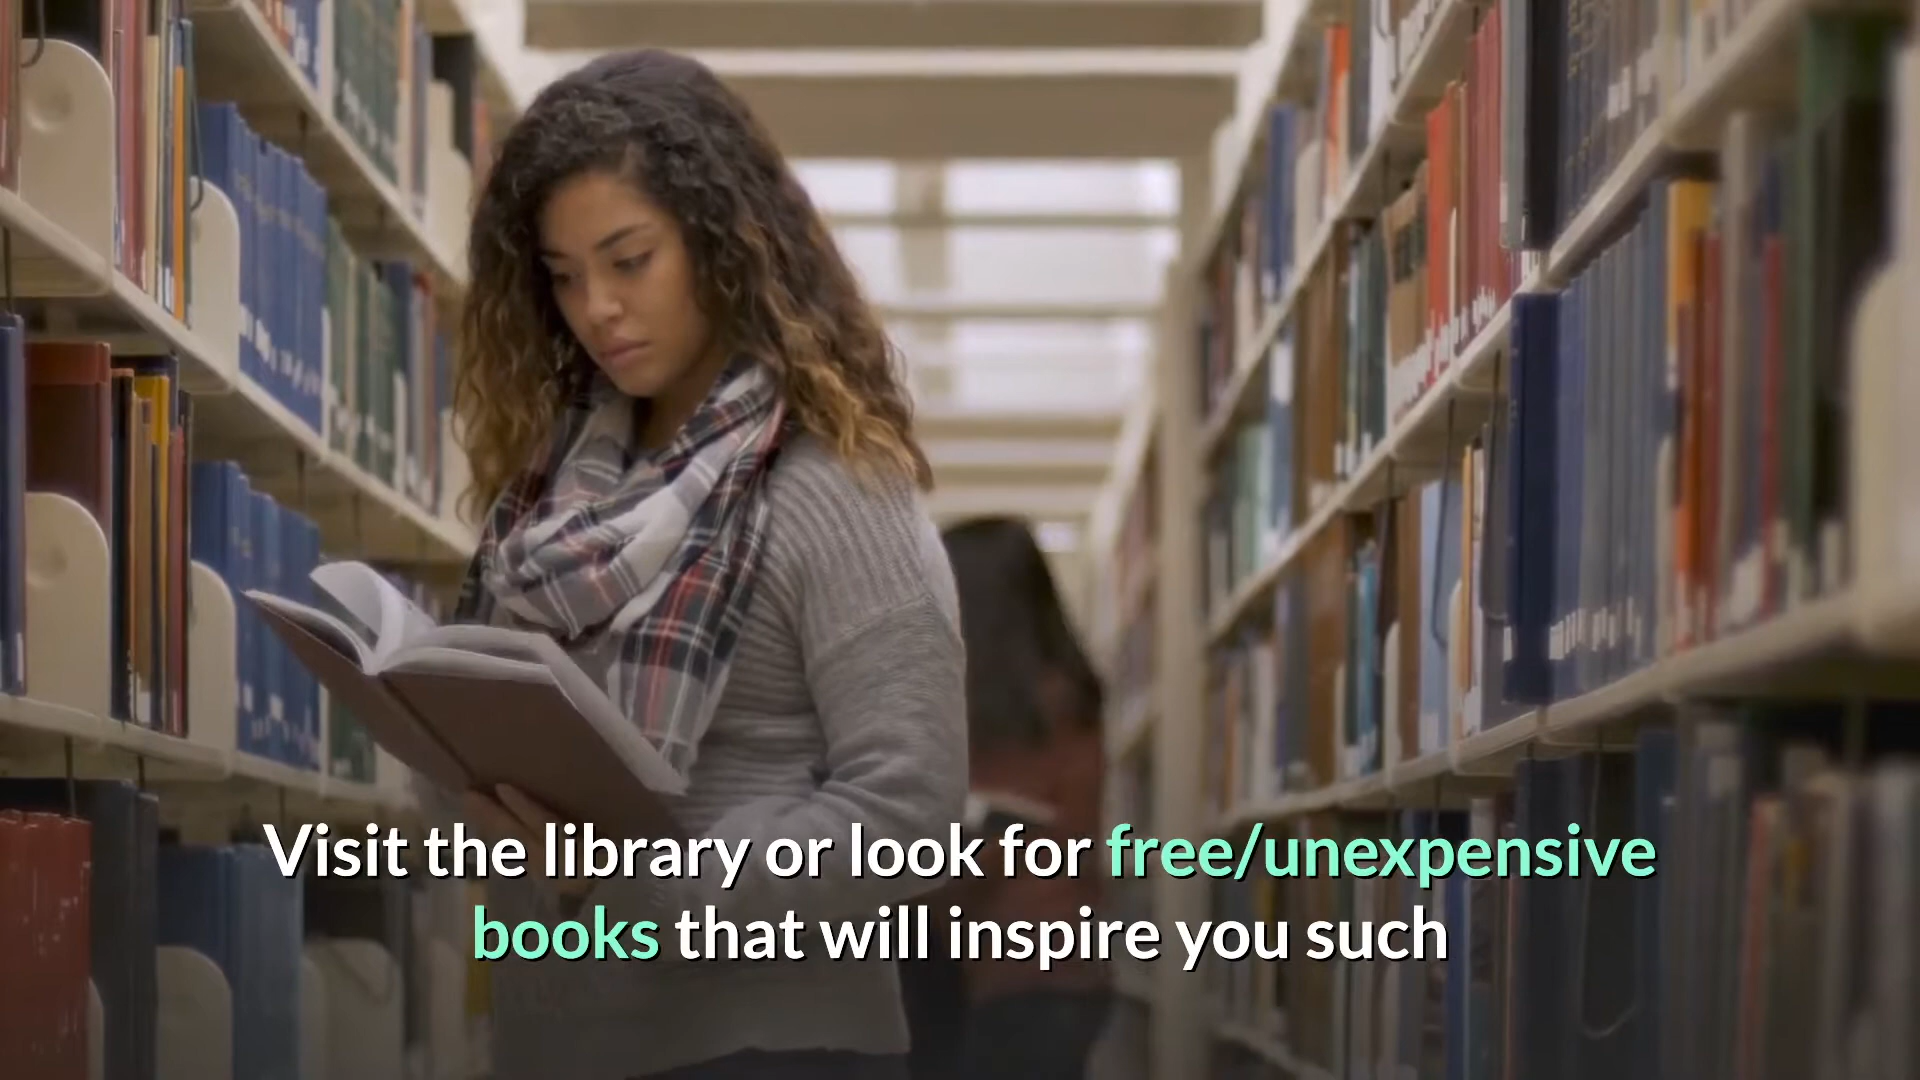 Visit the library or look for free/unexpensive
books that will inspire you such